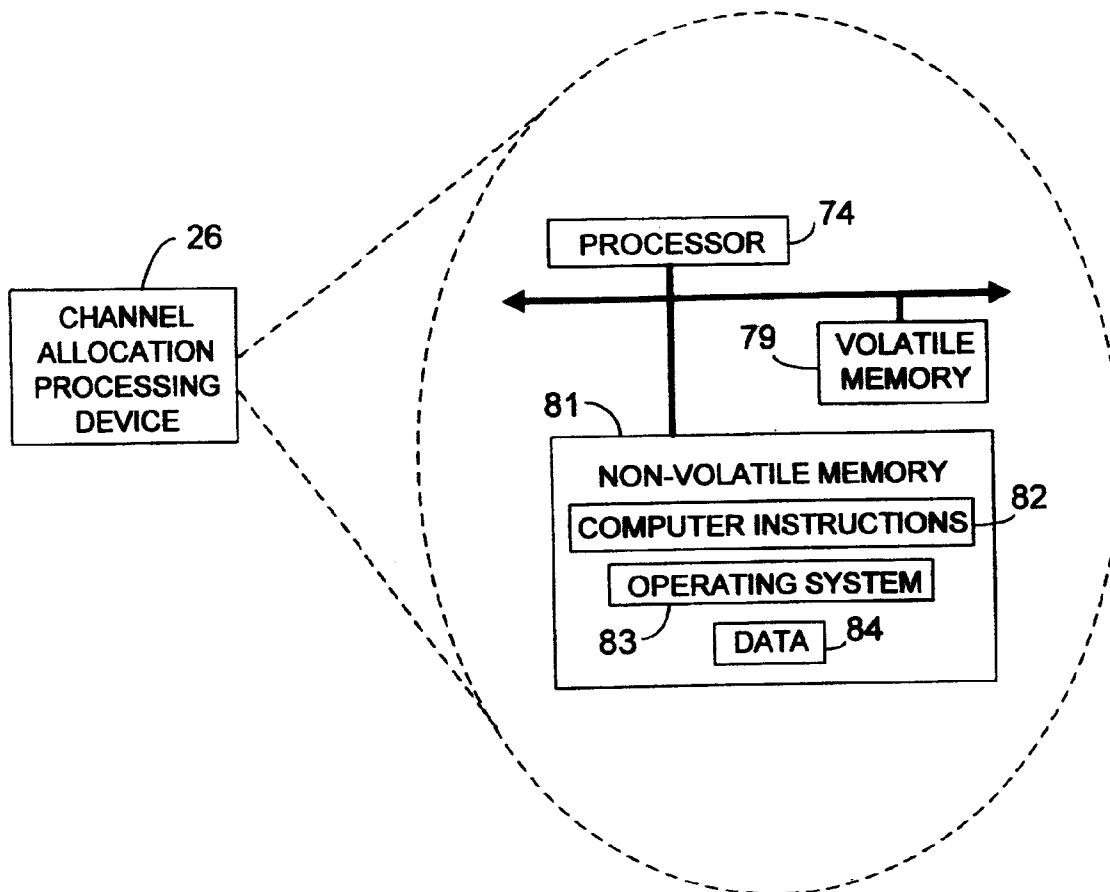 26
CHANNEL
ALLOCATION
PROCESSING
DEVICE
PROCESSOR
74
79
VOLATILE
MEMORY
81
NON-VOLATILE MEMORY
COMPUTER INSTRUCTIONS
82
OPERATING SYSTEM
83
DATA
84